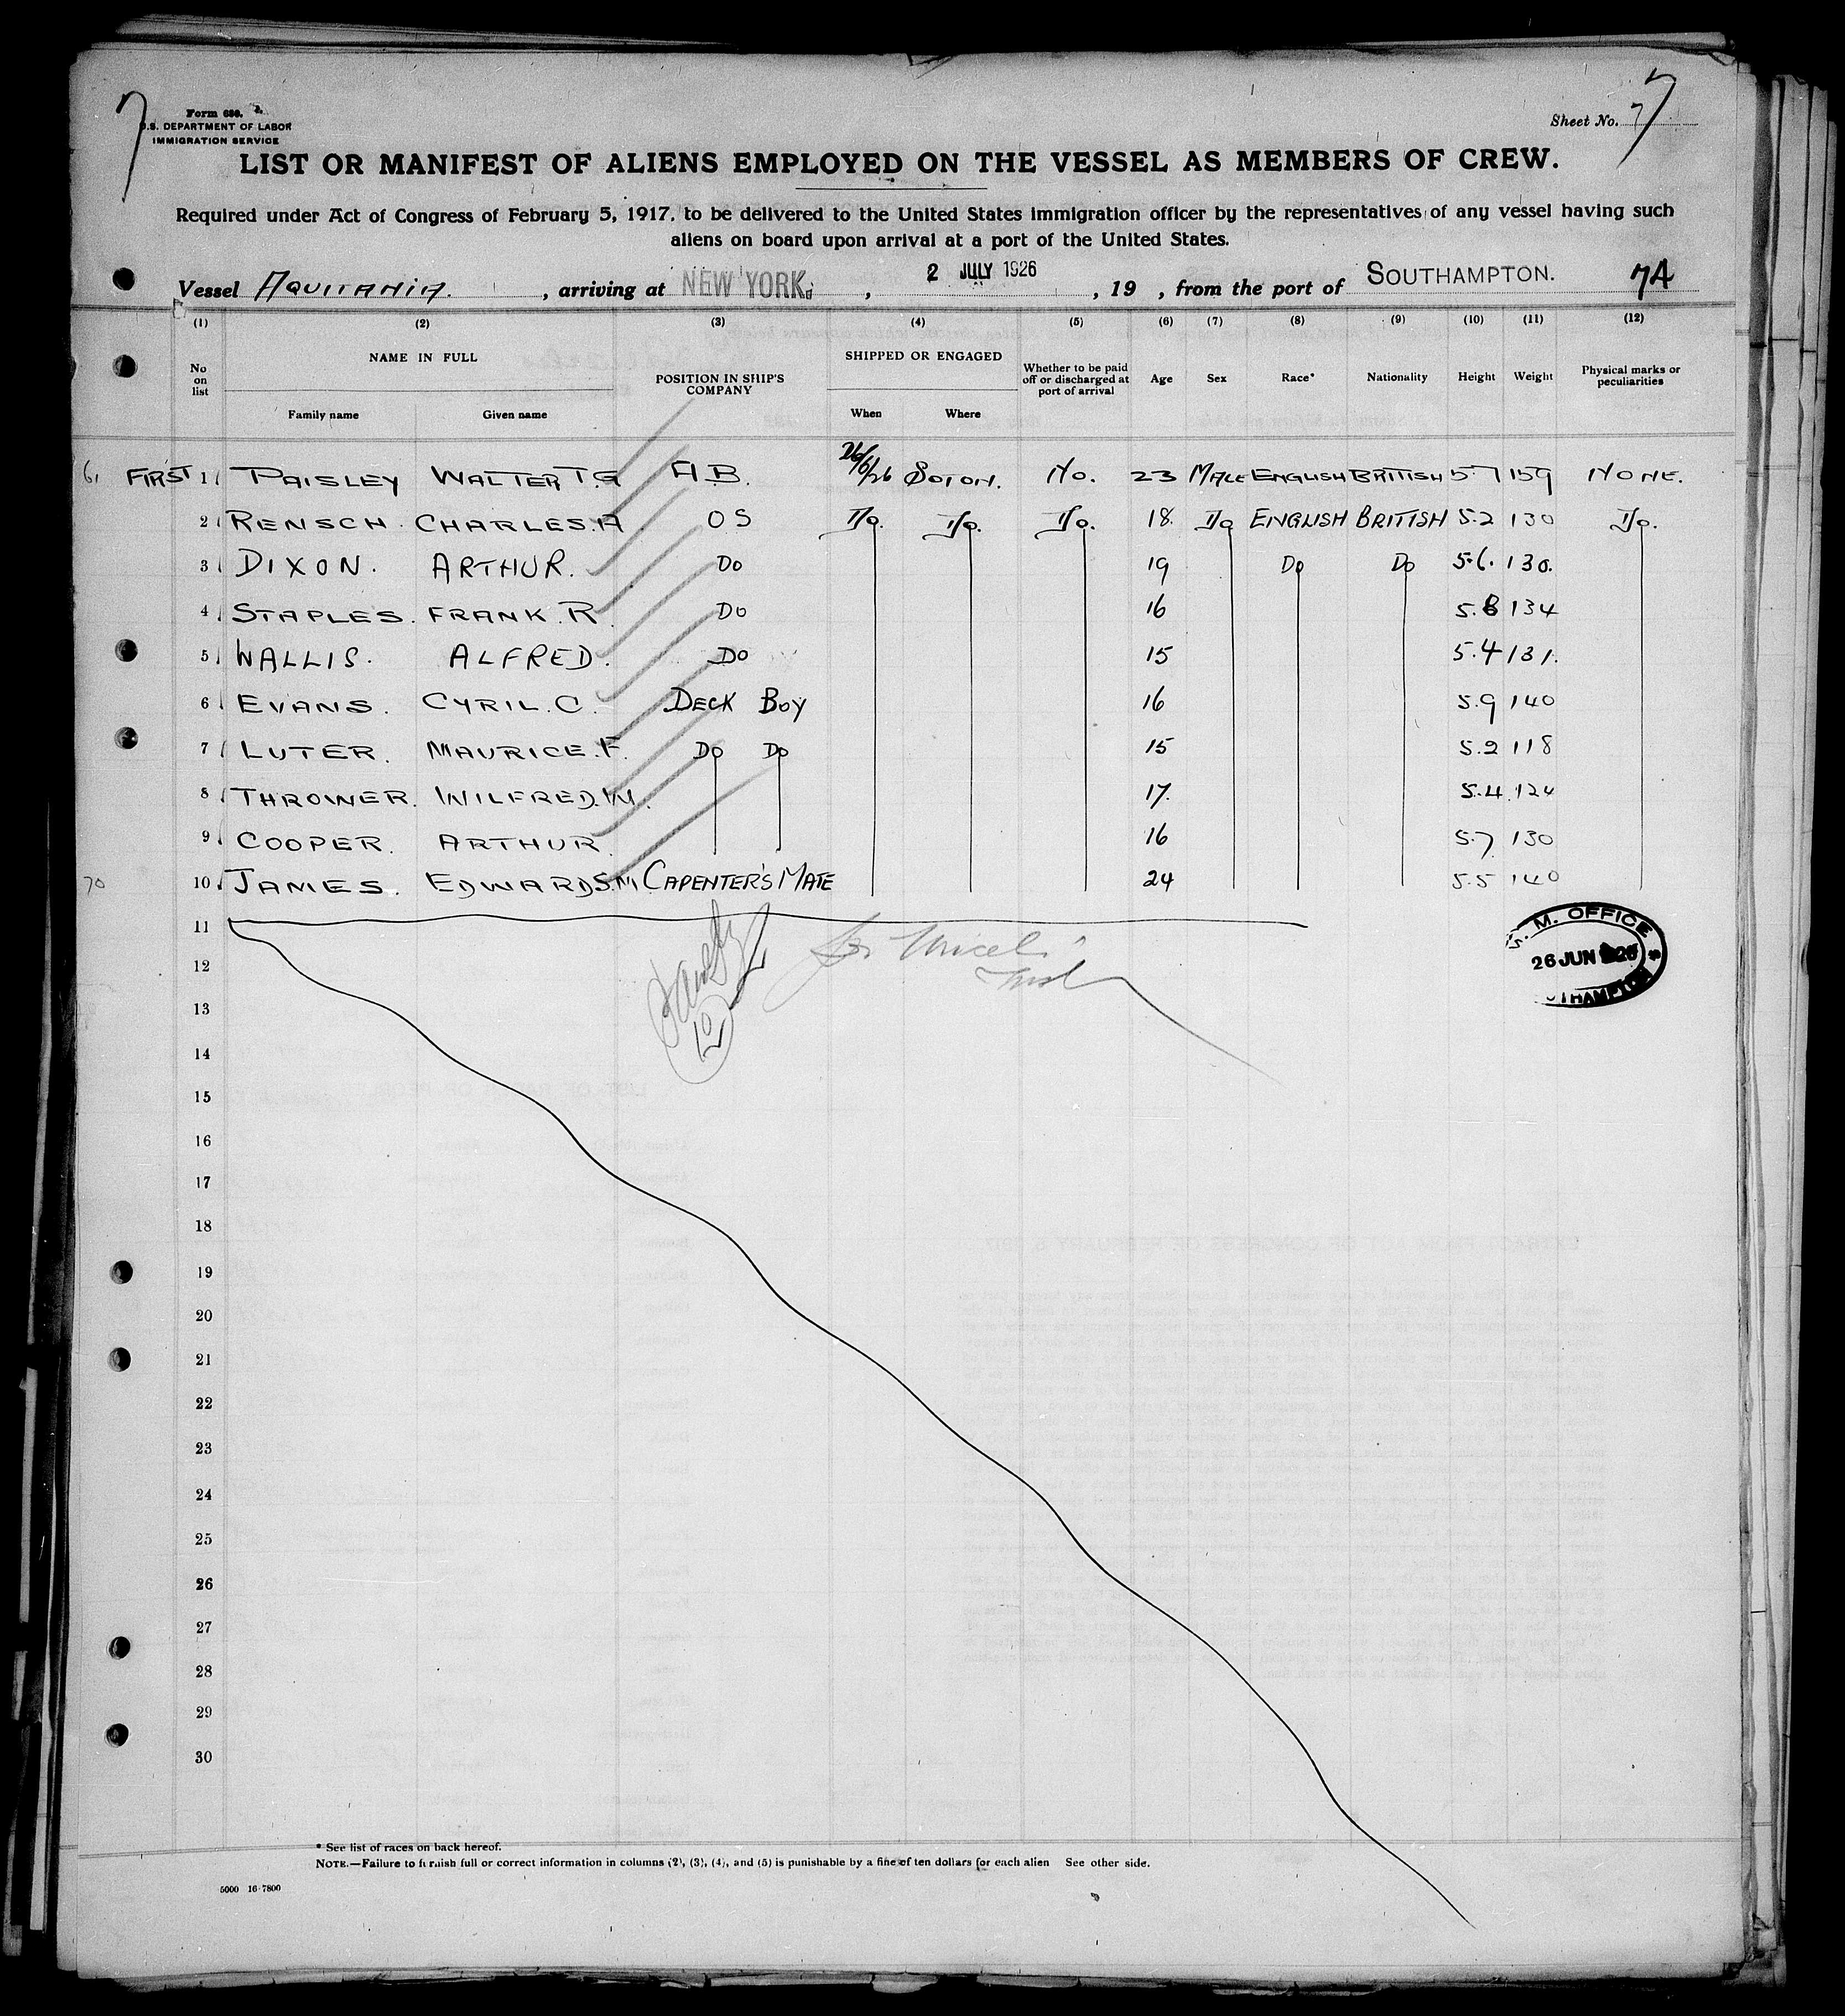 7
Form 680.
U.S. DEPARTMENT OF LABOR
IMMIGRATION SERVICE
Sheet No. 7
7
LIST OR MANIFEST OF ALIENS EMPLOYED ON THE VESSEL AS MEMBERS OF CREW.
Required under Act of Congress of February 5, 1917, to be delivered to the United States immigration officer by the representatives of any vessel having such
aliens on board upon arrival at a port of the United States.
Vessel AQUITANIA. , arriving at NEW YORK. , 2 JULY 1926 , 19 , from the port of SOUTHAMPTON. 7A
(1) (2) (3) (4) (5) (6) (7) (8) (9) (10) (11) (12)
No on list NAME IN FULL POSITION IN SHIP'S COMPANY SHIPPED OR ENGAGED Whether to be paid off or discharged at port of arrival Age Sex Race* Nationality Height Weight Physical marks or peculiarities
Family name Given name When Where
61 FIRST 1 PAISLEY WALTER T.G A.B. 26/6/26 SOTON. NO. 23 MALE ENGLISH BRITISH 5.7 159 NONE.
2 RENSCH. CHARLES.A. OS Do. Do. Do. 18. Do ENGLISH BRITISH 5.2 130 Do.
3 DIXON. ARTHUR. Do 19 Do Do 5.6. 130.
4 STAPLES. FRANK.R. Do 16 5.8 134
5 WALLIS. ALFRED. Do 15 5.4 131.
6 EVANS. CYRIL.C. DECK BOY 16 5.9 140
7 LUTER. MAURICE.F. Do Do 15 5.2 118
8 THROWER. WILFRED.W. 17. 5.4. 124
9 COOPER. ARTHUR. 16 5.7 130
70 10. JAMES. EDWARD S.M. CAPENTER'S MATE 24 5.5 140
11
12
13
14
15
16
17
18
19
20
21
22
23
24
25
26
27
28
29
30
10
M. OFFICE
26 JUN 1926
* See list of races on back hereof.
NOTE.—Failure to furnish full or correct information in columns (2), (3), (4), and (5) is punishable by a fine of ten dollars for each alien See other side.
5000 16-7800